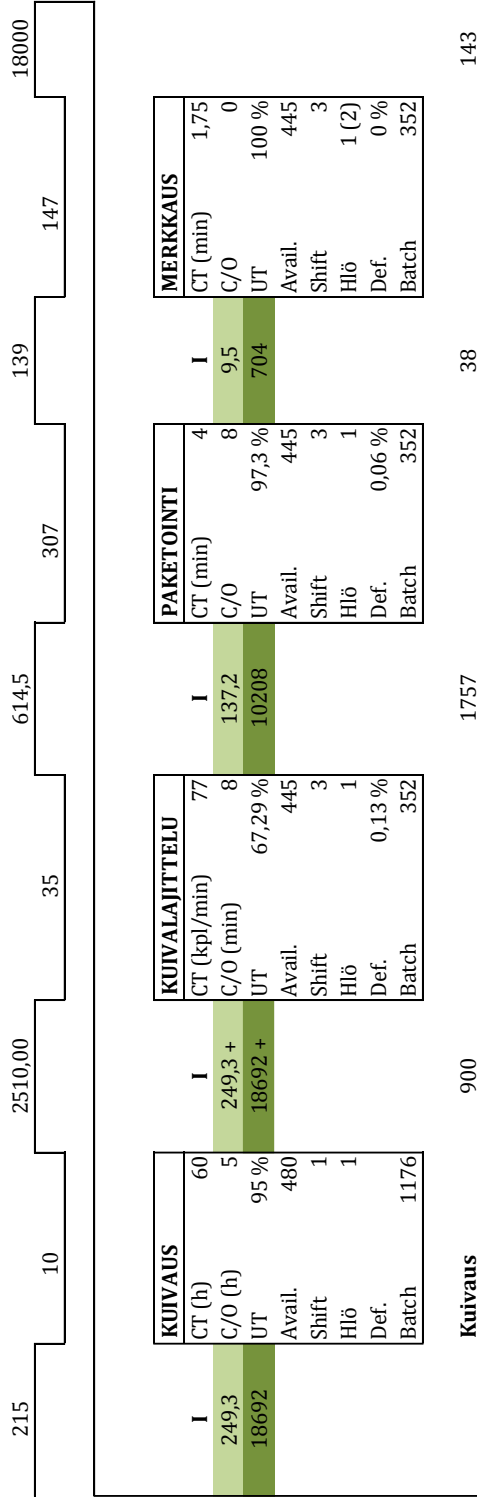 215 10 2510,00 35 614,5 307 139 147 18000
I
249,3
18692
KUIVAUS
CT (h) 60
C/O (h) 5
UT 95 %
Avail. 480
Shift 1
Hlö 1
Def.
Batch 1176
I
249,3 +
18692 +
KUIVALAJITTELU
CT (kpl/min) 77
C/O (min) 8
UT 67,29 %
Avail. 445
Shift 3
Hlö 1
Def. 0,13 %
Batch 352
I
137,2
10208
PAKETOINTI
CT (min) 4
C/O 8
UT 97,3 %
Avail. 445
Shift 3
Hlö 1
Def. 0,06 %
Batch 352
I
9,5
704
MERKKAUS
CT (min) 1,75
C/O 0
UT 100 %
Avail. 445
Shift 3
Hlö 1 (2)
Def. 0 %
Batch 352
Kuivaus 900 1757 38 143